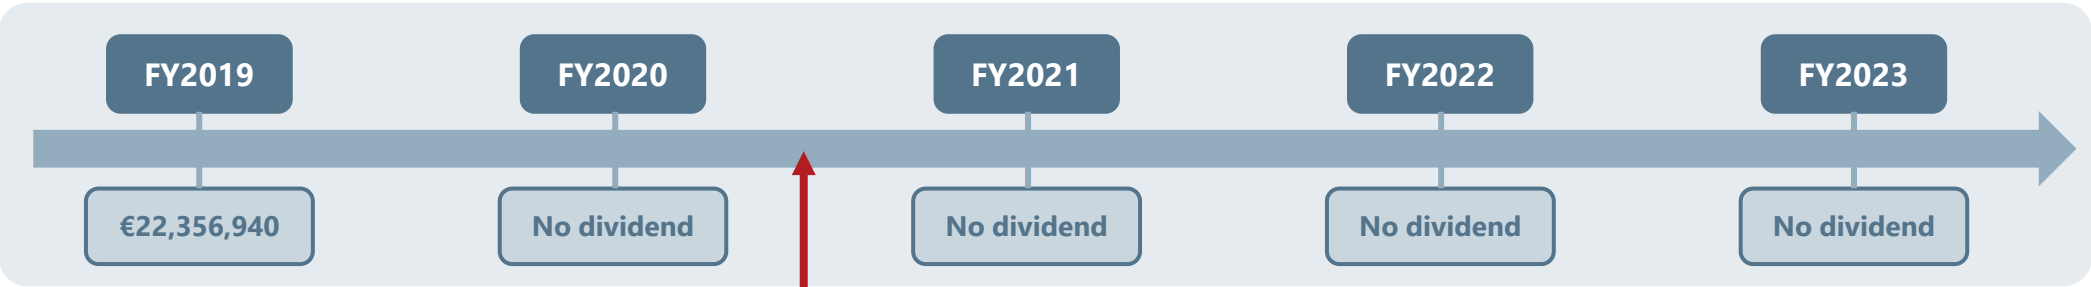 FY2019
FY2020
FY2021
FY2022
FY2023
€22,356,940
No dividend
No dividend
No dividend
No dividend